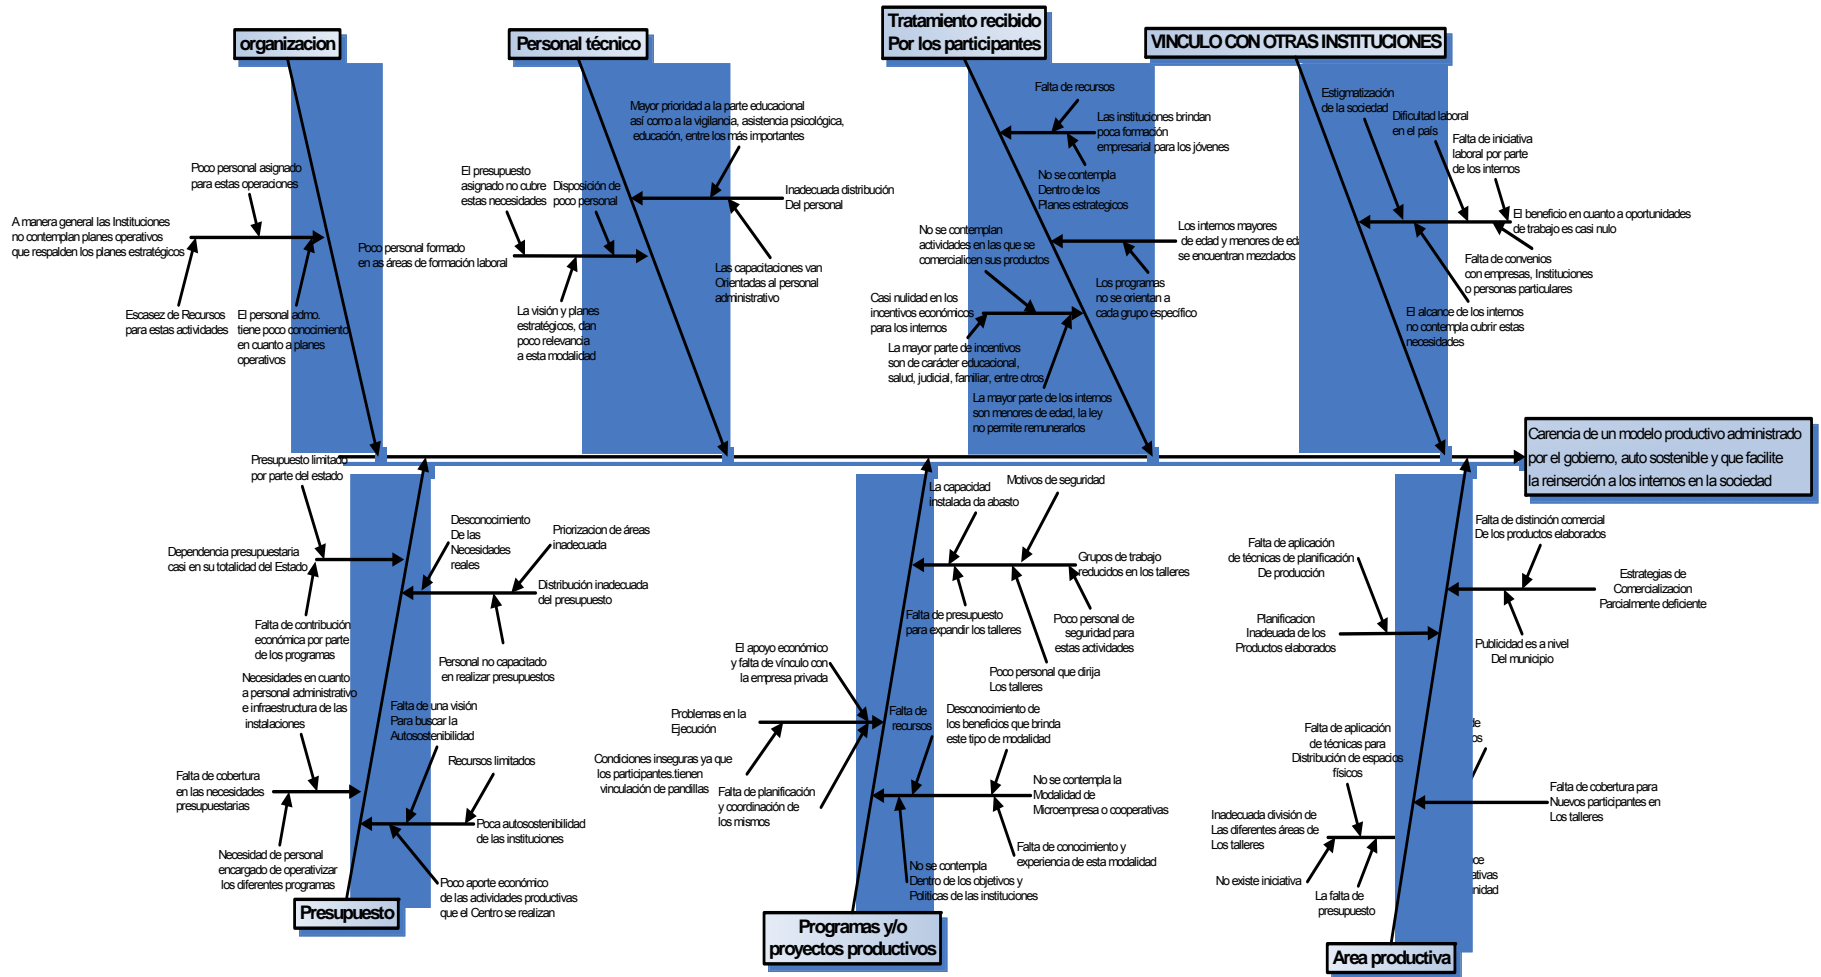 organizacion
Personal técnico
Tratamiento recibido
Por los participantes
VINCULO CON OTRAS INSTITUCIONES
Poco personal asignado
para estas operaciones
A manera general las Instituciones
no contemplan planes operativos
que respalden los planes estratégicos
Escasez de Recursos
para estas actividades
El personal admo.
tiene poco conocimiento
en cuanto a planes
operativos
Mayor prioridad a la parte educacional
así como a la vigilancia, asistencia psicológica,
educación, entre los más importantes
El presupuesto
asignado no cubre
estas necesidades
Disposición de
poco personal
Inadecuada distribución
Del personal
Poco personal formado
en as áreas de formación laboral
Las capacitaciones van
Orientadas al personal
administrativo
La visión y planes
estratégicos, dan
poco relevancia
a esta modalidad
Falta de recursos
Las instituciones brindan
poca formación
empresarial para los jóvenes
No se contempla
Dentro de los
Planes estrategicos
No se contemplan
actividades en las que se
comercialicen sus productos
Los internos mayores
de edad y menores de eda
se encuentran mezclados
Los programas
no se orientan a
cada grupo específico
Casi nulidad en los
incentivos económicos
para los internos
La mayor parte de incentivos
son de carácter educacional,
salud, judicial, familiar, entre otros
La mayor parte de los internos
son menores de edad, la ley
no permite remunerarlos
Estigmatización
de la sociedad
Dificultad laboral
en el país
Falta de iniciativa
laboral por parte
de los internos
El beneficio en cuanto a oportunidades
de trabajo es casi nulo
Falta de convenios
con empresas, Instituciones
o personas particulares
El alcance de los internos
no contempla cubrir estas
necesidades
Carencia de un modelo productivo administrado
por el gobierno, auto sostenible y que facilite
la reinserción a los internos en la sociedad
Presupuesto limitado
por parte del estado
Dependencia presupuestaria
casi en su totalidad del Estado
Desconocimiento
De las
Necesidades
reales
Priorizacion de áreas
inadecuada
Distribución inadecuada
del presupuesto
Falta de contribución
económica por parte
de los programas
Personal no capacitado
en realizar presupuestos
Necesidades en cuanto
a personal administrativo
e infraestructura de las
instalaciones
Falta de una visión
Para buscar la
Autosostenibilidad
Recursos limitados
Falta de cobertura
en las necesidades
presupuestarias
Poca autosostenibilidad
de las instituciones
Necesidad de personal
encargado de operativizar
los diferentes programas
Poco aporte económico
de las actividades productivas
que el Centro se realizan
Presupuesto
La capacidad
instalada da abasto
Motivos de seguridad
Grupos de trabajo
reducidos en los talleres
Falta de presupuesto
para expandir los talleres
Poco personal de
seguridad para
estas actividades
Poco personal que dirija
Los talleres
El apoyo económico
y falta de vínculo con
la empresa privada
Problemas en la
Ejecución
Falta de
recursos
Desconocimiento de
los beneficios que brinda
este tipo de modalidad
Condiciones inseguras ya que
los participantes.tienen
vinculación de pandillas
Falta de planificación
y coordinación de
los mismos
No se contempla la
Modalidad de
Microempresa o cooperativas
Falta de conocimiento y
experiencia de esta modalidad
No se contempla
Dentro de los objetivos y
Politicas de las instituciones
Programas y/o
proyectos productivos
Falta de distinción comercial
De los productos elaborados
Falta de aplicación
de técnicas de planificación
De producción
Estrategias de
Comercializacion
Parcialmente deficiente
Planificacion
Inadeuada de los
Productos elaborados
Publicidad es a nivel
Del municipio
Falta de aplicación
de técnicas para
Distribución de espacios
físicos
de
os
Falta de cobertura para
Nuevos participantes en
Los talleres
Inadecuada división de
Las diferentes áreas de
Los talleres
No existe iniciativa
La falta de
presupuesto
ce
ativas
nidad
Area productiva